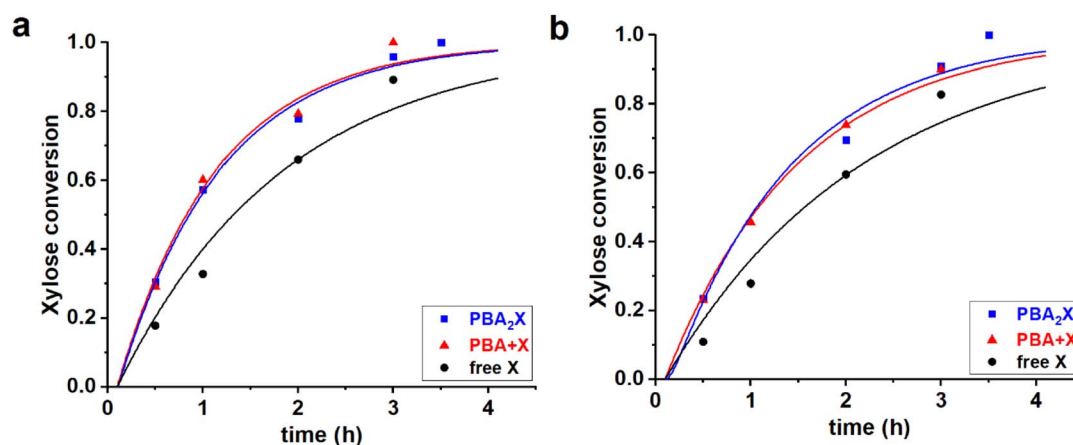 a
Xylose conversion
1.0
0.8
0.6
0.4
0.2
0.0
PBA₂X
PBA+X
free X
0 1 2 3 4
time (h)
b
Xylose conversion
1.0
0.8
0.6
0.4
0.2
0.0
PBA₂X
PBA+X
free X
0 1 2 3 4
time (h)